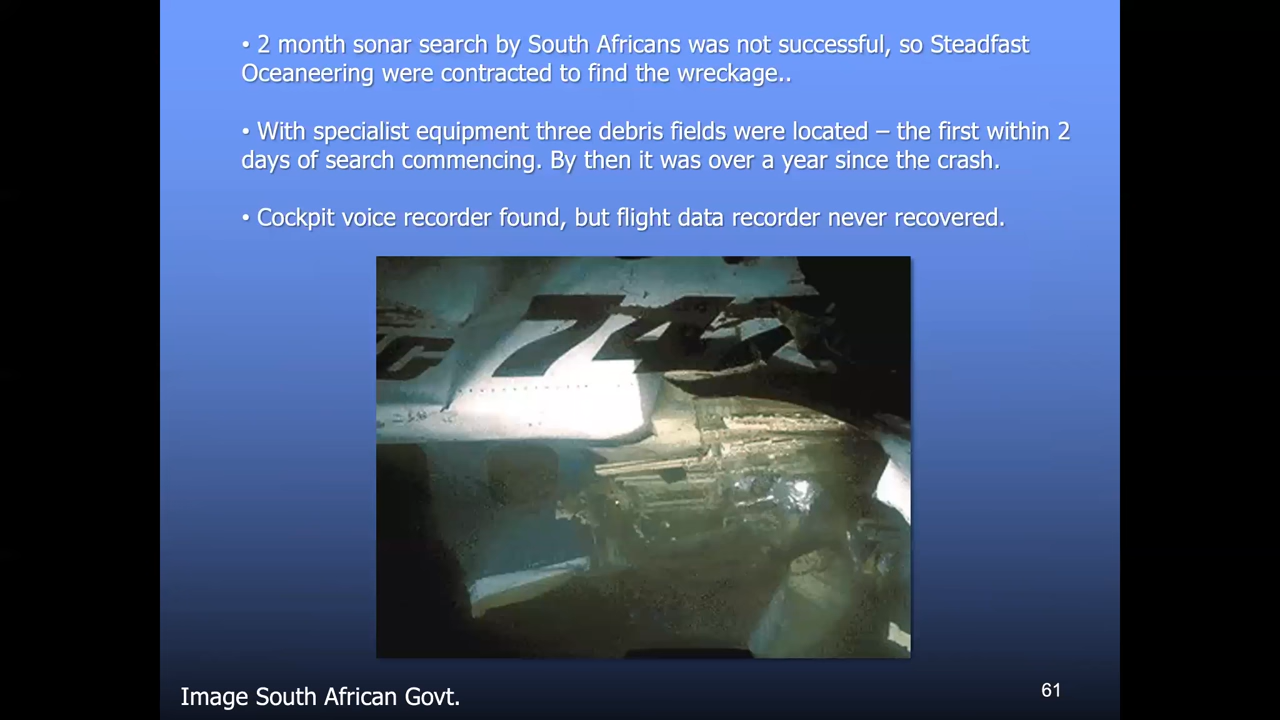 • 2 month sonar search by South Africans was not successful, so Steadfast
Oceaneering were contracted to find the wreckage..
• With specialist equipment three debris fields were located – the first within 2
days of search commencing. By then it was over a year since the crash.
• Cockpit voice recorder found, but flight data recorder never recovered.
74
Image South African Govt.
61